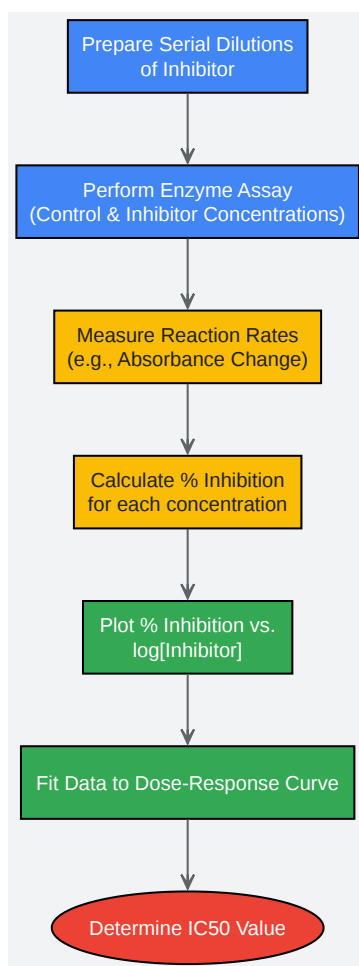 Prepare Serial Dilutions
of Inhibitor
Perform Enzyme Assay
(Control & Inhibitor Concentrations)
Measure Reaction Rates
(e.g., Absorbance Change)
Calculate % Inhibition
for each concentration
Plot % Inhibition vs.
log[Inhibitor]
Fit Data to Dose-Response Curve
Determine IC50 Value